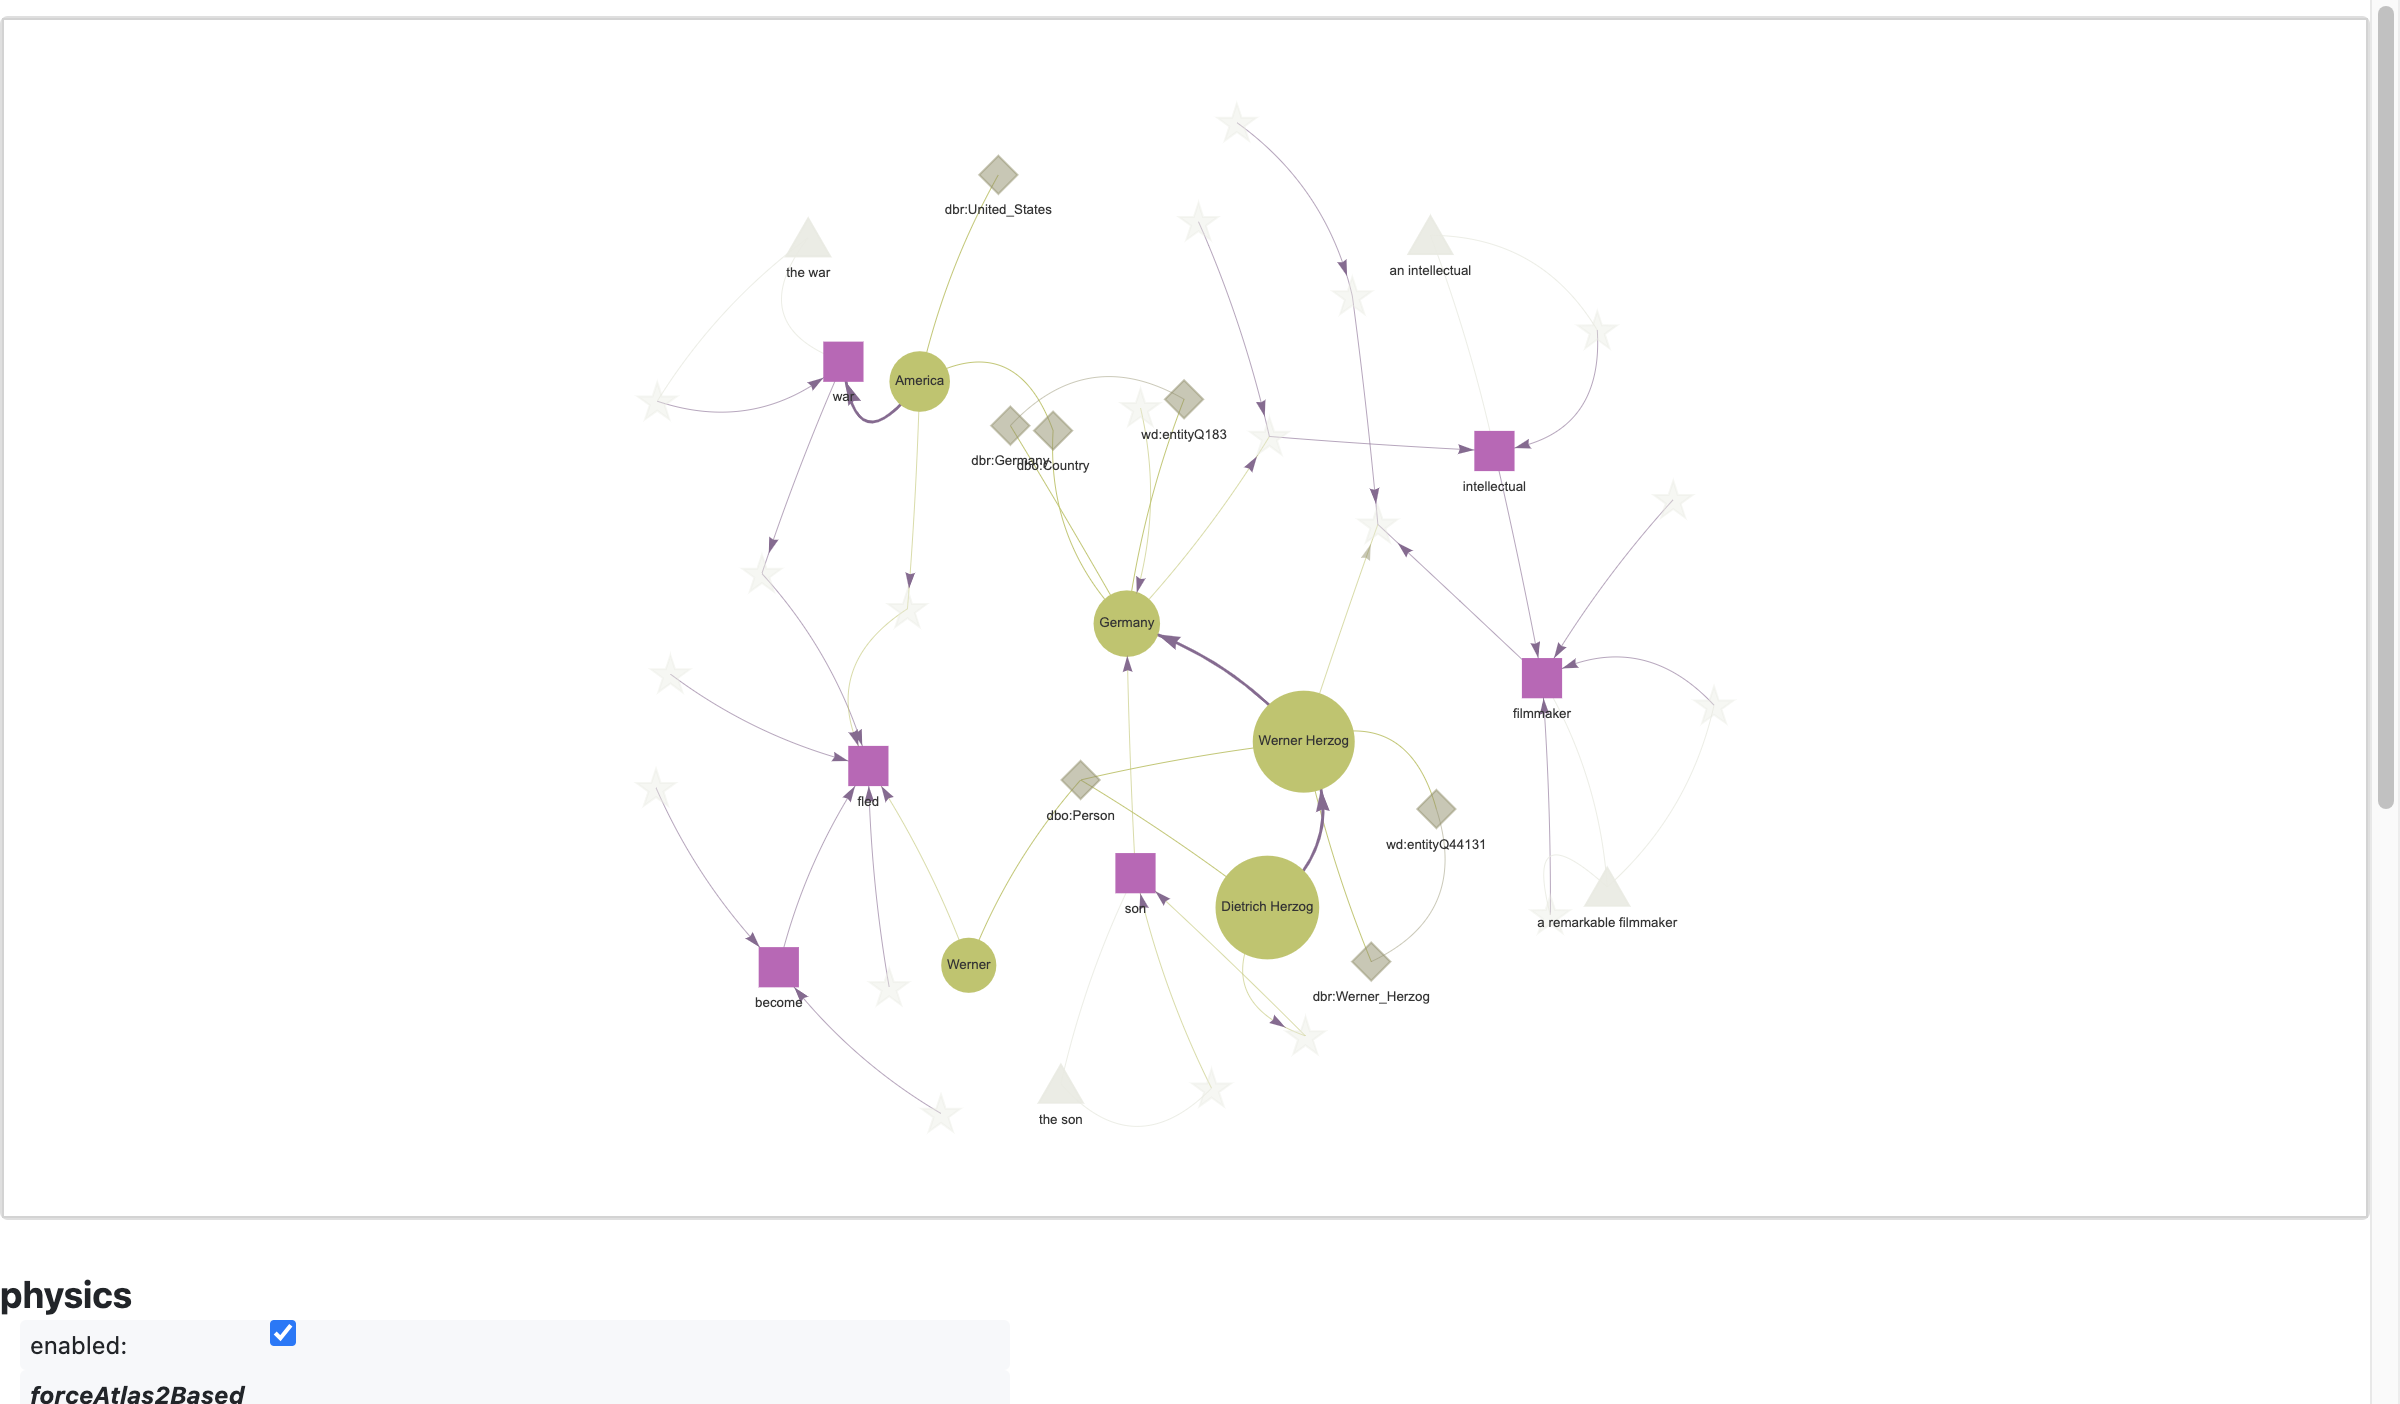 dbr:United_States
the war
an intellectual
America
war
wd:entityQ183
dbr:Germany
dbo:Country
intellectual
Germany
filmmaker
Werner Herzog
fled
dbo:Person
wd:entityQ44131
son
Dietrich Herzog
a remarkable filmmaker
Werner
become
dbr:Werner_Herzog
the son
physics
enabled:
forceAtlas2Based